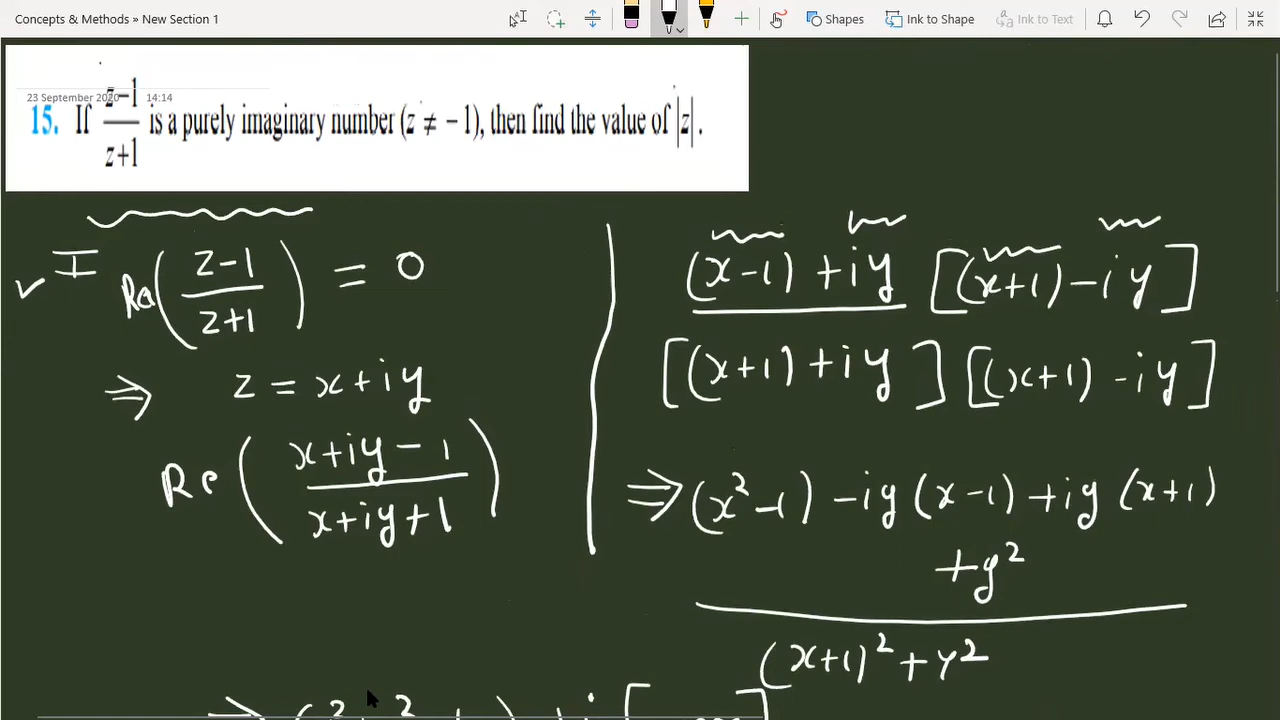 Concepts & Methods » New Section 1
Shapes
Ink to Shape
Ink to Text
23 September 2020 14:14
15. If (z-1)/(z+1) is a purely imaginary number (z ≠ - 1), then find the value of |z|.
I Re((z-1)/(z+1)) = 0
⇒ z = x+iy
Re((x+iy-1)/(x+iy+1))
(x-1)+iy [(x+1)-iy]
[(x+1)+iy] [(x+1)-iy]
⇒ (x²-1) -iy(x-1) +iy(x+1)
+y²
(x+1)²+y²